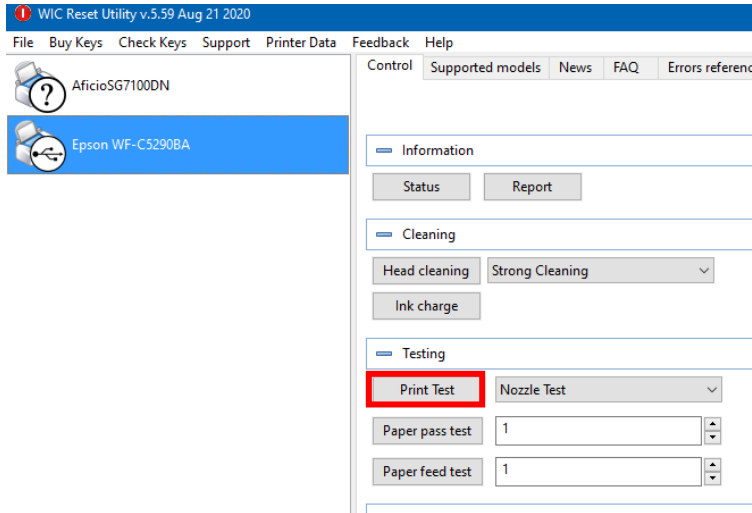 WIC Reset Utility v.5.59 Aug 21 2020
File Buy Keys Check Keys Support Printer Data Feedback Help
AficioSG7100DN
Epson WF-C5290BA
Control Supported models News FAQ Errors referenc
Information
Status Report
Cleaning
Head cleaning Strong Cleaning
Ink charge
Testing
Print Test Nozzle Test
Paper pass test 1
Paper feed test 1